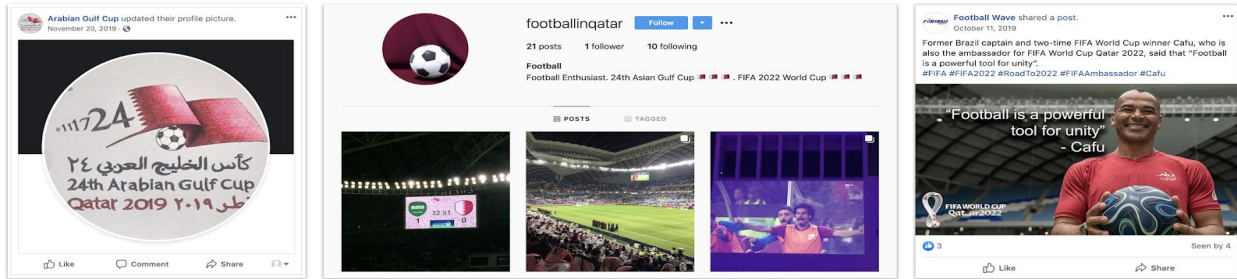 Arabian Gulf Cup updated their profile picture.
November 20, 2019
24
كأس الخليج العربي ٢٤
24th Arabian Gulf Cup
Qatar 2019 قطر ٢٠١٩
Like Comment Share
footballinqatar Follow
21 posts 1 follower 10 following
Football
Football Enthusiast. 24th Asian Gulf Cup 🇶🇦 🇶🇦 🇶🇦 . FIFA 2022 World Cup 🇶🇦 🇶🇦 🇶🇦
POSTS TAGGED
32:51
1 0
Football Wave shared a post.
October 11, 2019
Former Brazil captain and two-time FIFA World Cup winner Cafu, who is
also the ambassador for FIFA World Cup Qatar 2022, said that "Football
is a powerful tool for unity".
#FIFA #FIFA2022 #RoadTo2022 #FIFAAmbassador #Cafu
"Football is a powerful
tool for unity"
- Cafu
FIFA WORLD CUP
Qatar2022
3 Seen by 4
Like Share